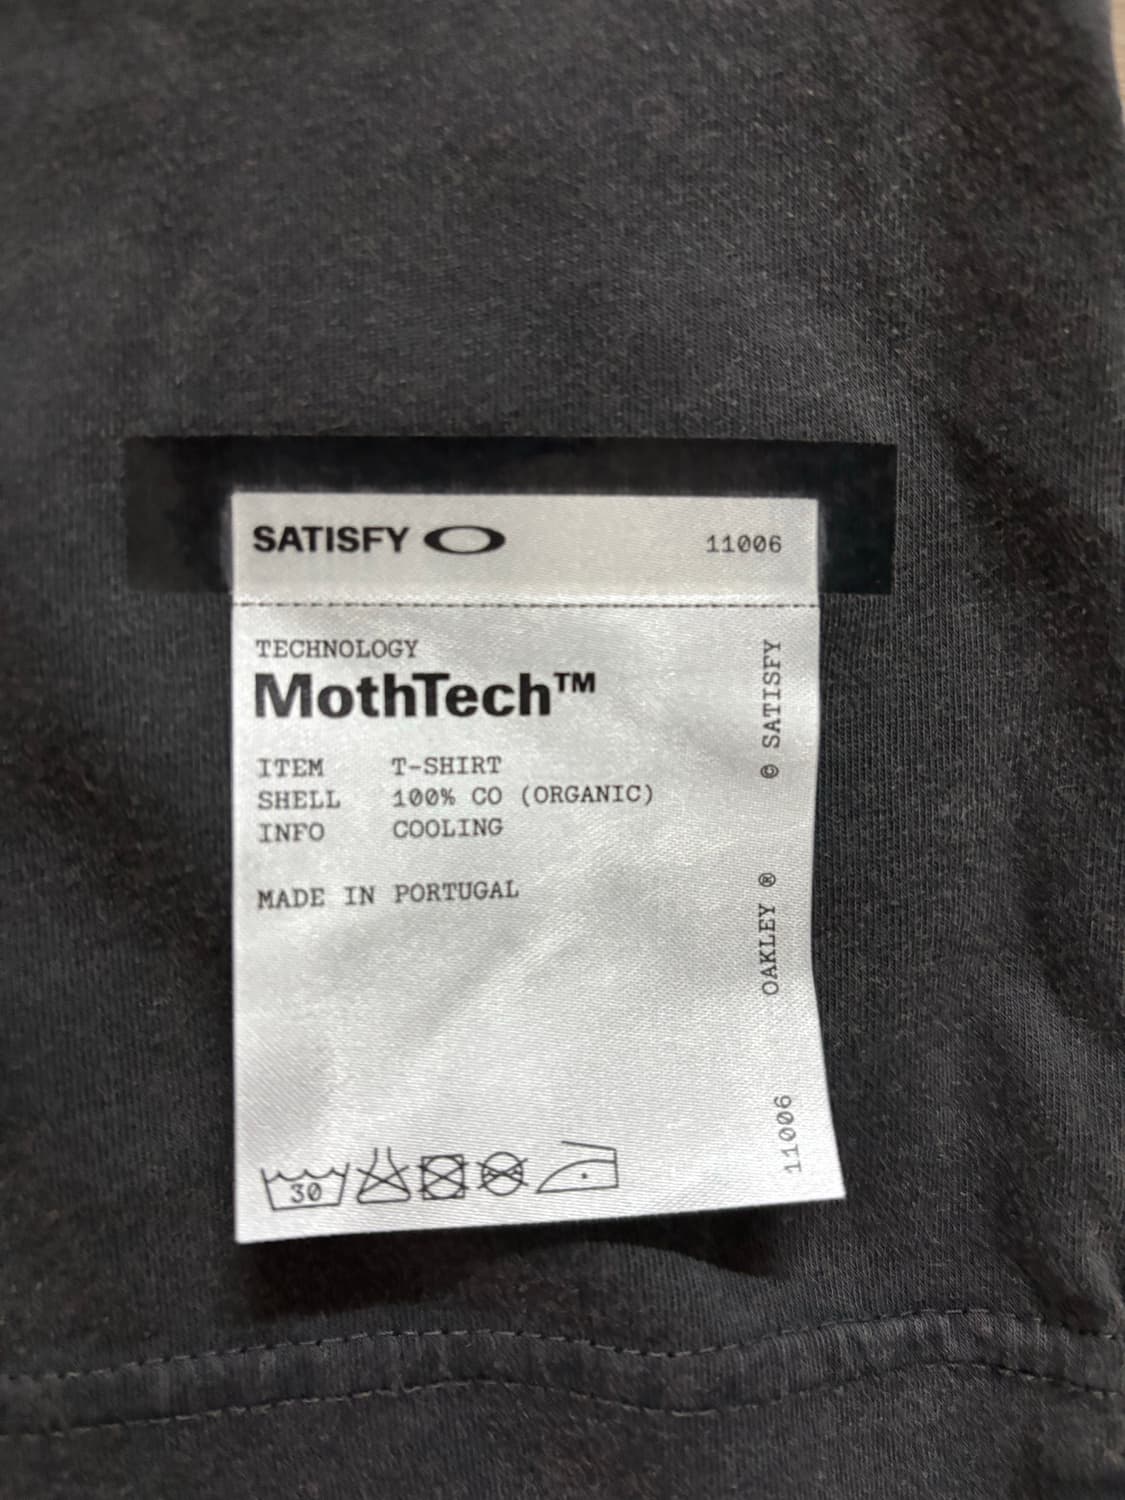 SATISFY 11006
TECHNOLOGY
MothTech™
ITEM T-SHIRT
SHELL 100% CO (ORGANIC)
INFO COOLING
MADE IN PORTUGAL
30
© SATISFY
OAKLEY ®
11006